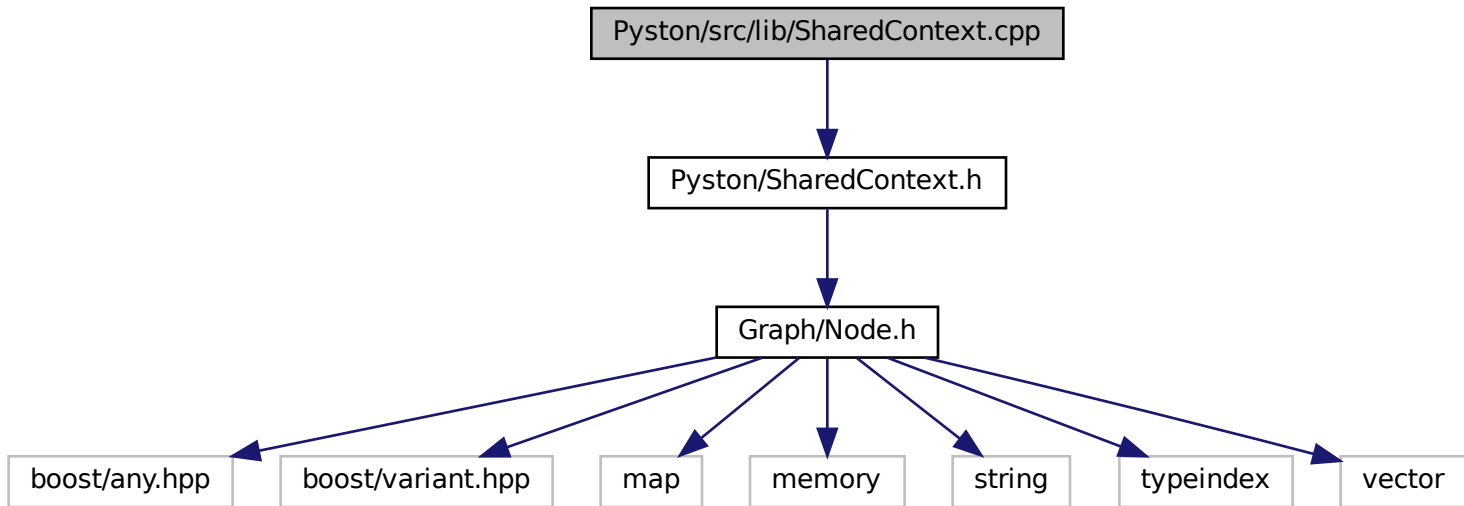 Pyston/src/lib/SharedContext.cpp
Pyston/SharedContext.h
Graph/Node.h
boost/any.hpp
boost/variant.hpp
map
memory
string
typeindex
vector